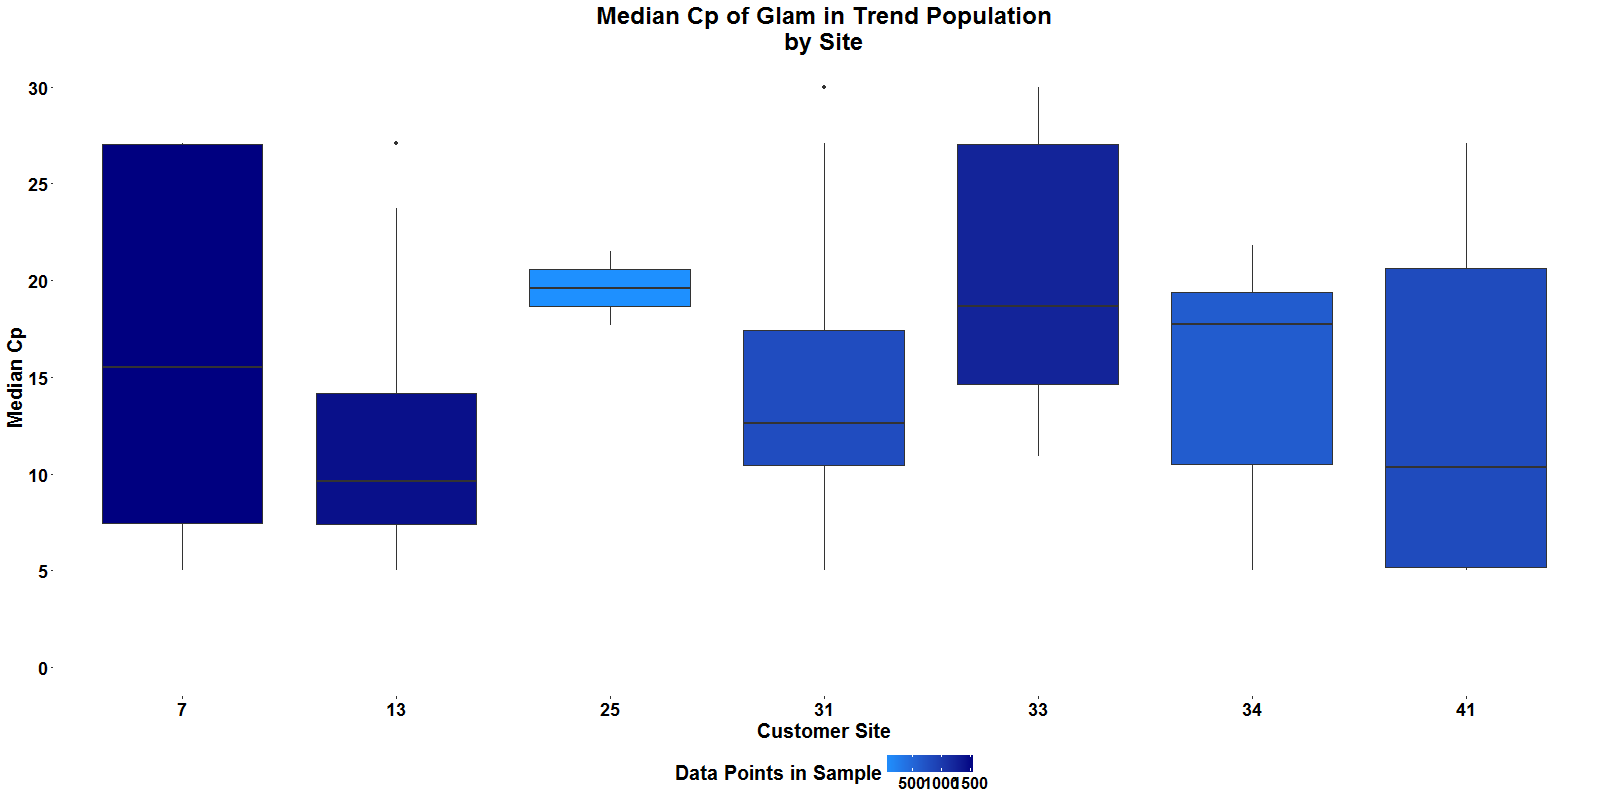 Median Cp of Glam in Trend Population
by Site
Median Cp
30
25
20
15
10
5
0
7 13 25 31 33 34 41
Customer Site
Data Points in Sample
500 1000 1500